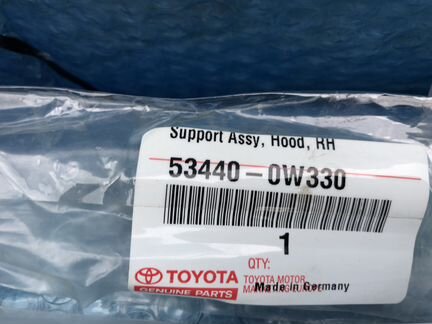 Support Assy, Hood, RH
53440-0W330
1
QTY:
TOYOTA
GENUINE PARTS
TOYOTA MOTOR
Made in Germany